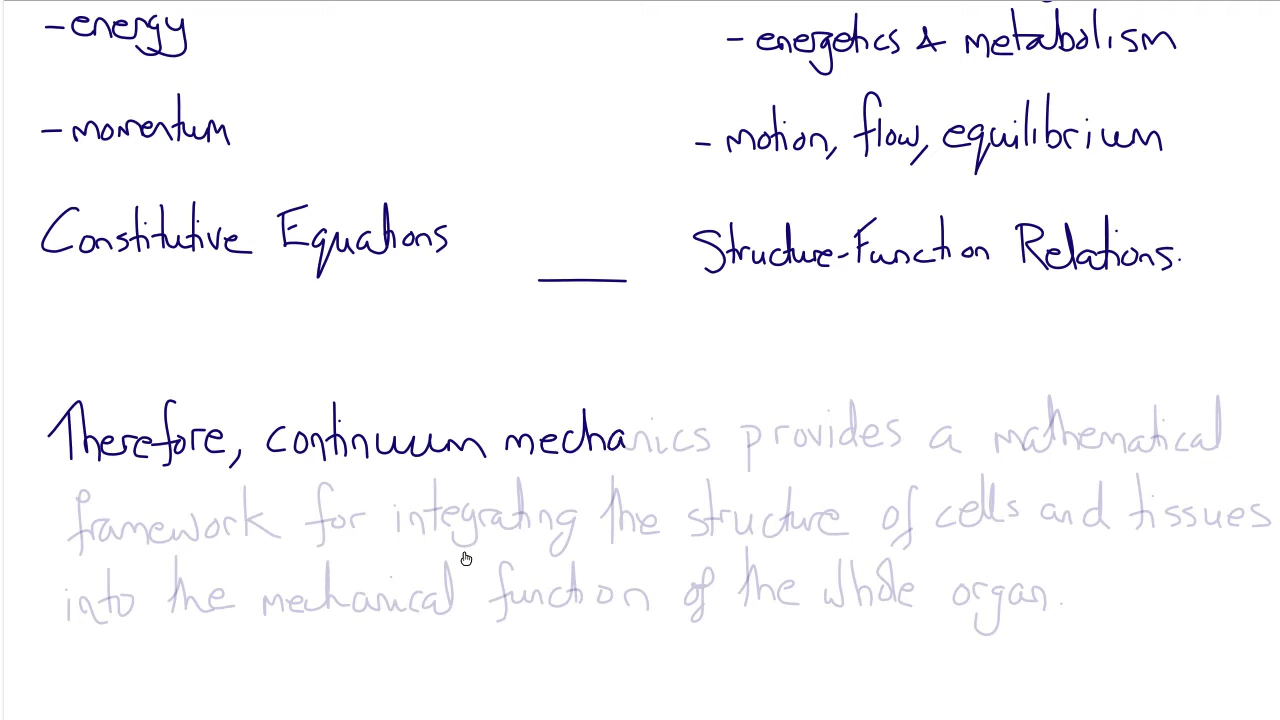 -energy
- energetics & metabolism
-momentum
- motion, flow, equilibrium
Constitutive Equations
Structure-Function Relations.
Therefore, continuum mechanics provides a mathematical
framework for integrating the structure of cells and tissues
into the mechanical function of the whole organ.